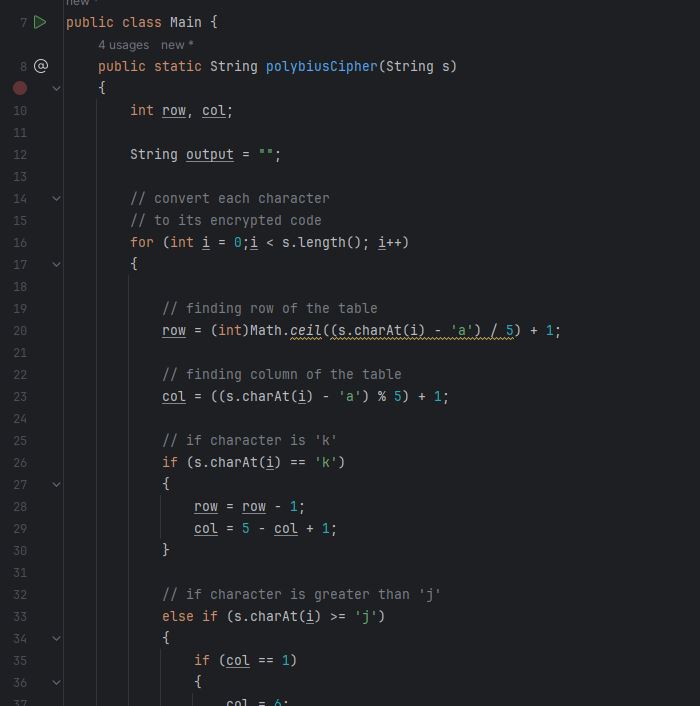 new *
7 public class Main {
4 usages new *
8 @ public static String polybiusCipher(String s)
{
10 int row, col;
11
12 String output = "";
13
14 // convert each character
15 // to its encrypted code
16 for (int i = 0;i < s.length(); i++)
17 {
18
19 // finding row of the table
20 row = (int)Math.ceil((s.charAt(i) - 'a') / 5) + 1;
21
22 // finding column of the table
23 col = ((s.charAt(i) - 'a') % 5) + 1;
24
25 // if character is 'k'
26 if (s.charAt(i) == 'k')
27 {
28 row = row - 1;
29 col = 5 - col + 1;
30 }
31
32 // if character is greater than 'j'
33 else if (s.charAt(i) >= 'j')
34 {
35 if (col == 1)
36 {
37 col = 6;